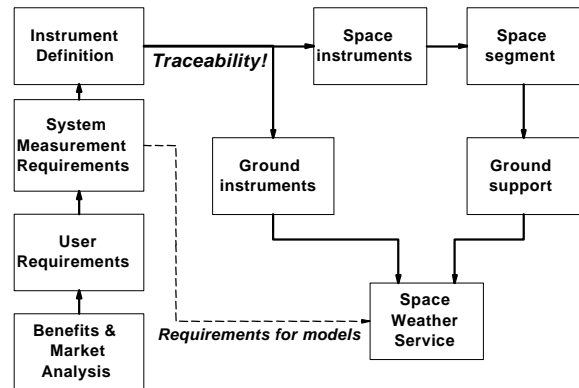 Instrument
Definition
Traceability!
Space
instruments
Space
segment
System
Measurement
Requirements
Ground
instruments
Ground
support
User
Requirements
Benefits &
Market
Analysis
Requirements for models
Space
Weather
Service